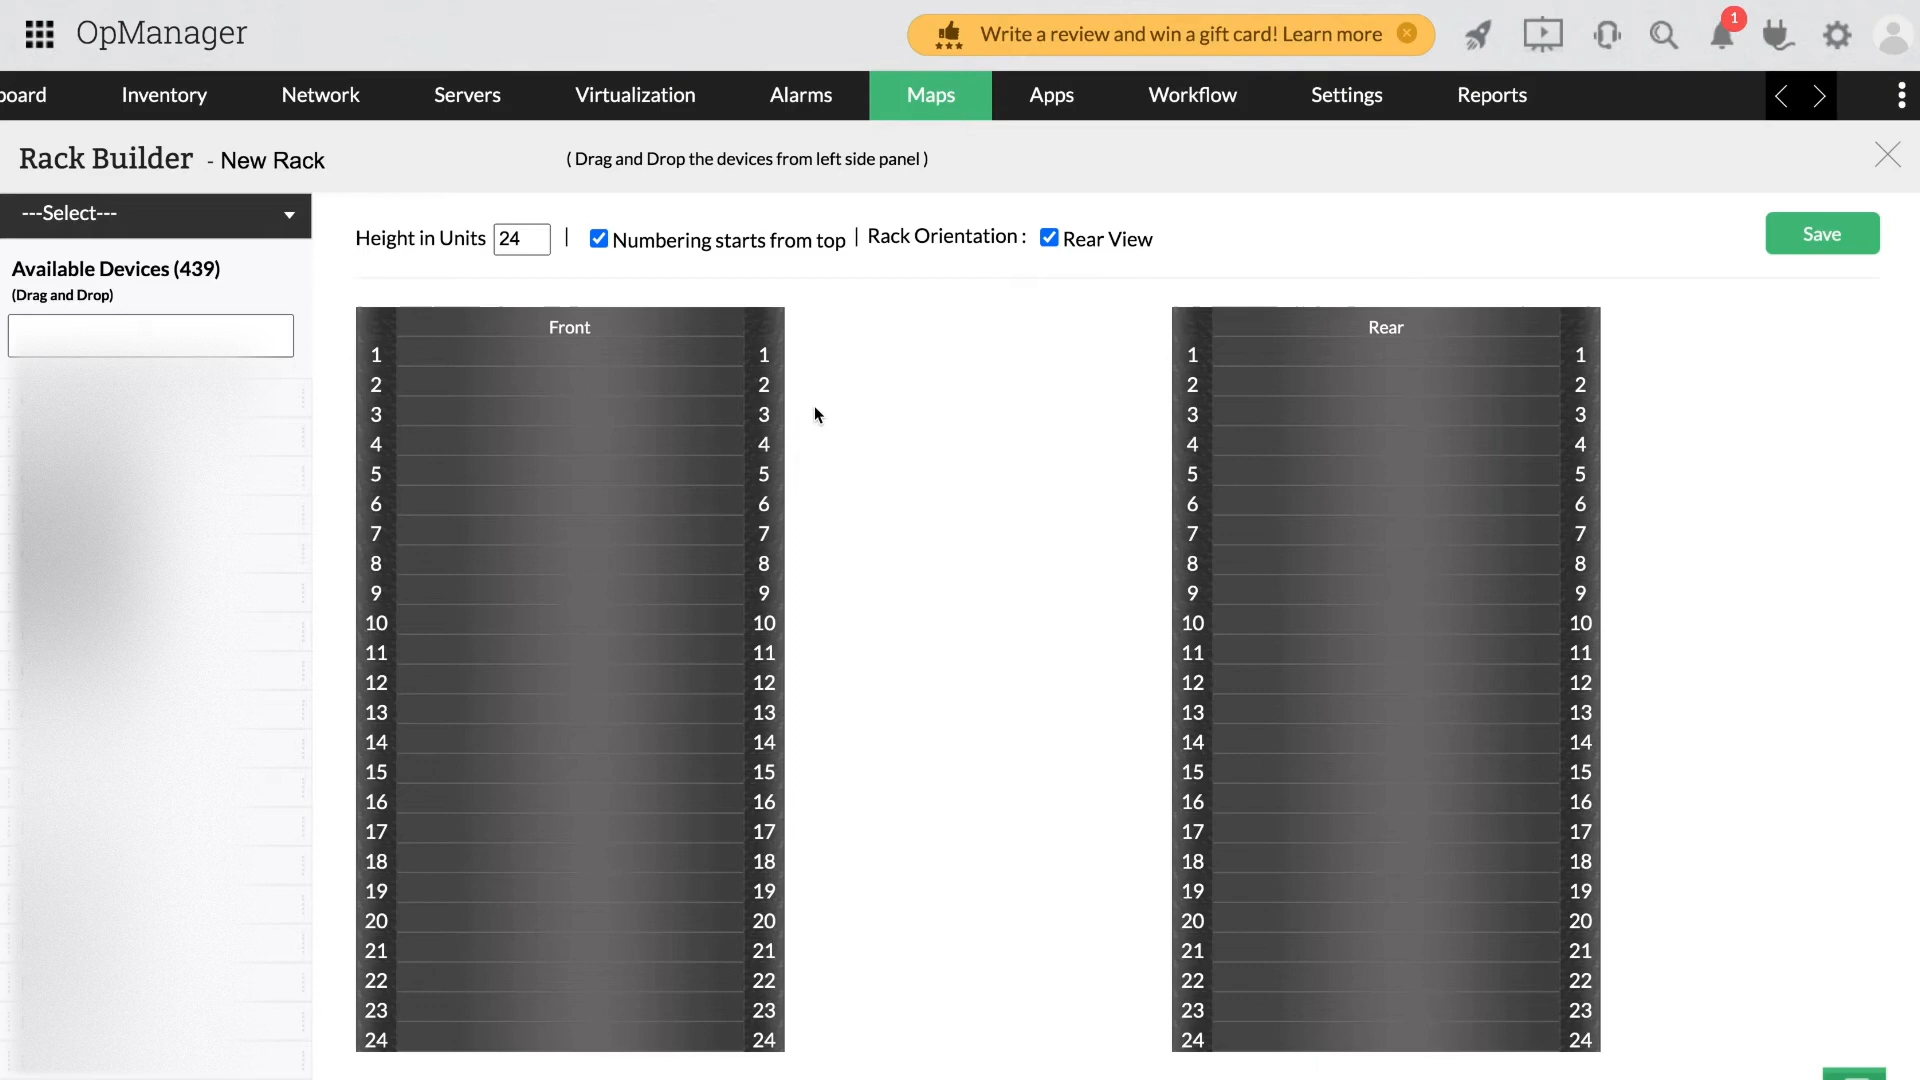 OpManager
Write a review and win a gift card! Learn more
1
board Inventory Network Servers Virtualization Alarms Maps Apps Workflow Settings Reports
Rack Builder - New Rack
( Drag and Drop the devices from left side panel )
---Select---
Height in Units 24 | Numbering starts from top | Rack Orientation : Rear View
Save
Available Devices (439)
(Drag and Drop)
Front Rear
1 1 1 1
2 2 2 2
3 3 3 3
4 4 4 4
5 5 5 5
6 6 6 6
7 7 7 7
8 8 8 8
9 9 9 9
10 10 10 10
11 11 11 11
12 12 12 12
13 13 13 13
14 14 14 14
15 15 15 15
16 16 16 16
17 17 17 17
18 18 18 18
19 19 19 19
20 20 20 20
21 21 21 21
22 22 22 22
23 23 23 23
24 24 24 24